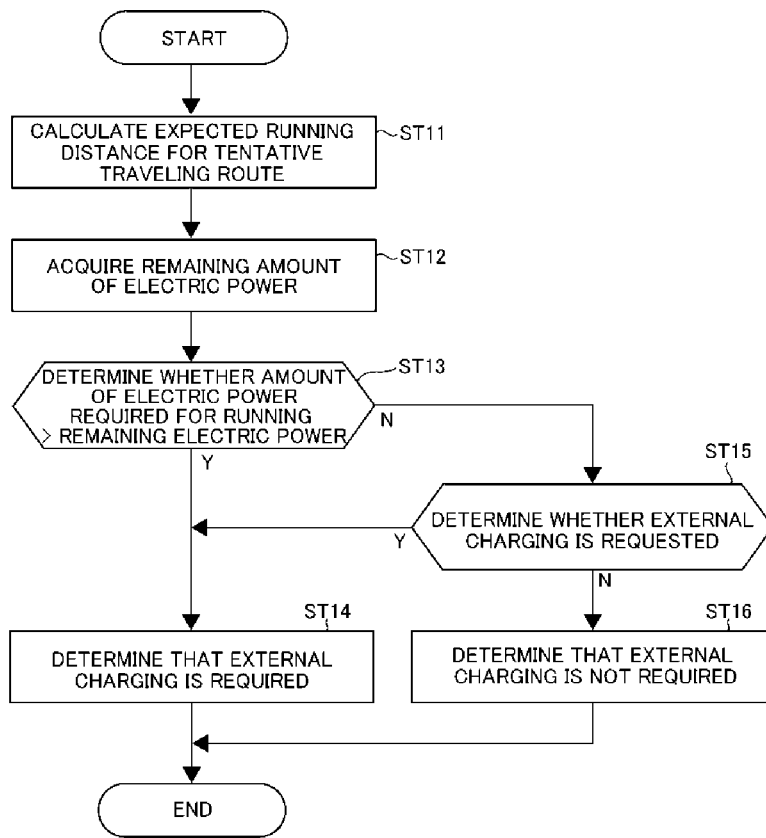 START
CALCULATE EXPECTED RUNNING
DISTANCE FOR TENTATIVE
TRAVELING ROUTE
ST11
ACQUIRE REMAINING AMOUNT
OF ELECTRIC POWER
ST12
DETERMINE WHETHER AMOUNT
OF ELECTRIC POWER
REQUIRED FOR RUNNING
> REMAINING ELECTRIC POWER
ST13
N
Y
ST15
DETERMINE WHETHER EXTERNAL
CHARGING IS REQUESTED
Y
N
ST14
DETERMINE THAT EXTERNAL
CHARGING IS REQUIRED
ST16
DETERMINE THAT EXTERNAL
CHARGING IS NOT REQUIRED
END